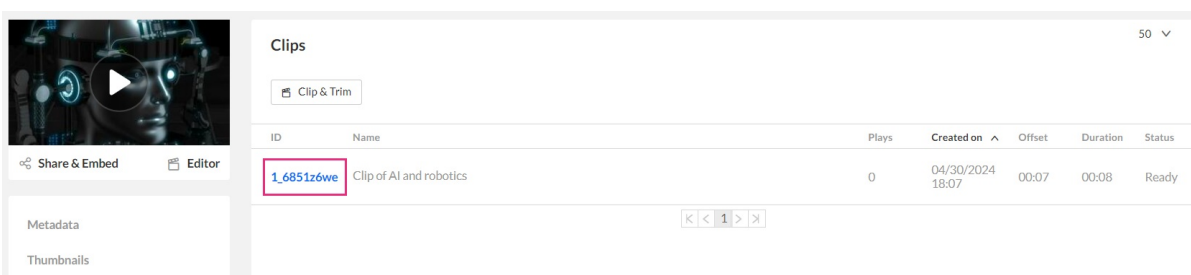 Clips
50
Clip & Trim
ID Name Plays Created on Offset Duration Status
Share & Embed Editor
1_6851z6we Clip of AI and robotics 0 04/30/2024 18:07 00:07 00:08 Ready
Metadata
1
Thumbnails